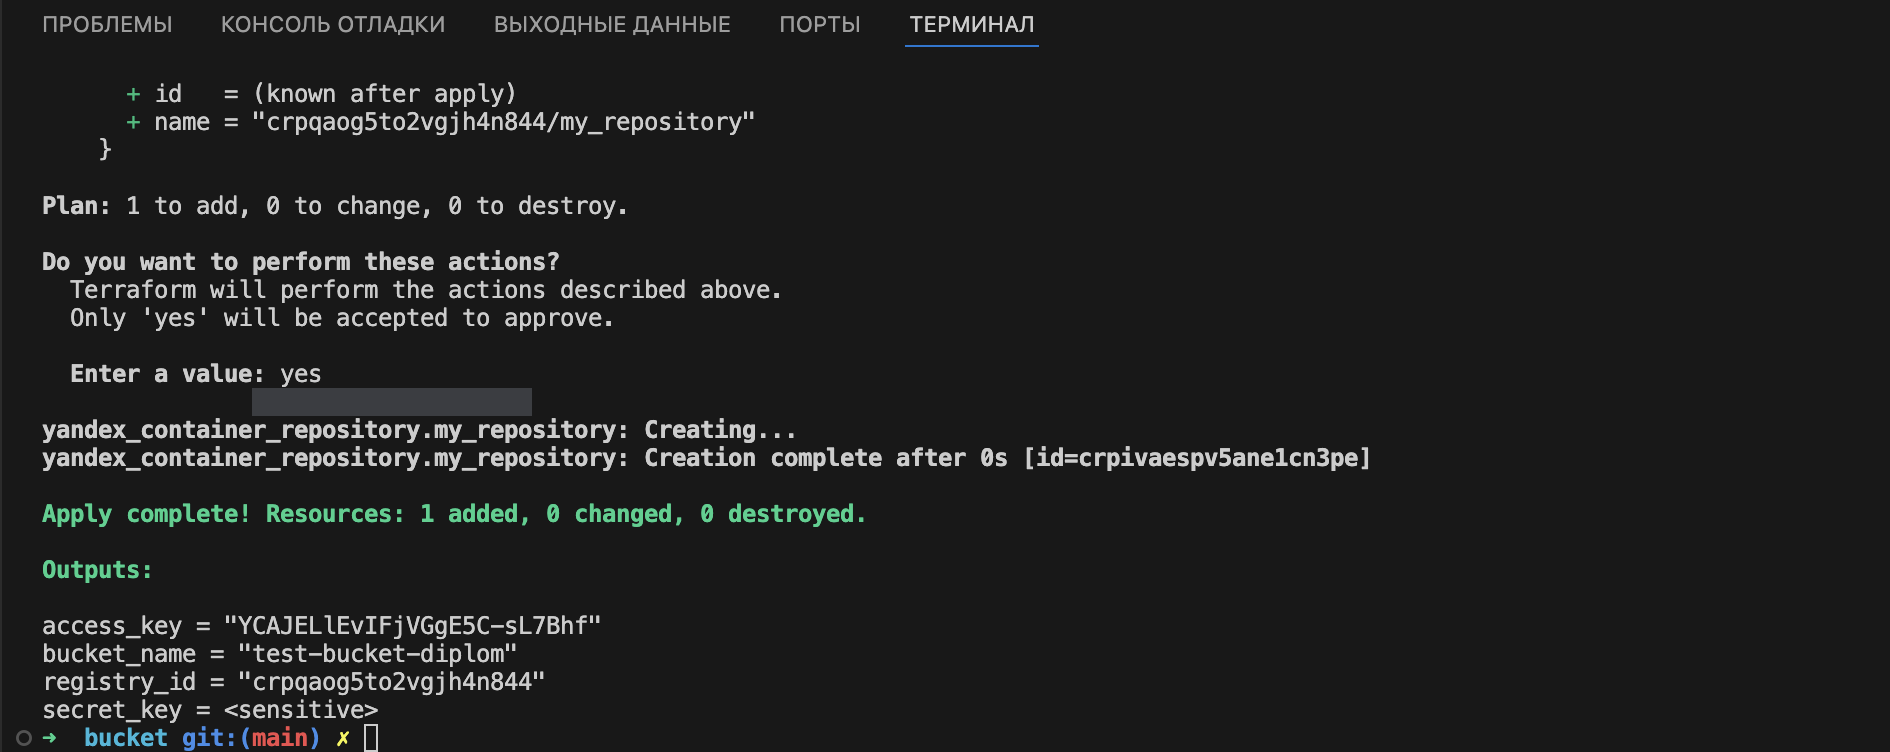 ПРОБЛЕМЫ КОНСОЛЬ ОТЛАДКИ ВЫХОДНЫЕ ДАННЫЕ ПОРТЫ ТЕРМИНАЛ
+ id   = (known after apply)
+ name = "crpqaog5to2vgjh4n844/my_repository"
}
Plan: 1 to add, 0 to change, 0 to destroy.
Do you want to perform these actions?
Terraform will perform the actions described above.
Only 'yes' will be accepted to approve.
Enter a value: yes
yandex_container_repository.my_repository: Creating...
yandex_container_repository.my_repository: Creation complete after 0s [id=crpivaespv5ane1cn3pe]
Apply complete! Resources: 1 added, 0 changed, 0 destroyed.
Outputs:
access_key = "YCAJELlEvIFjVGgE5C-sL7Bhf"
bucket_name = "test-bucket-diplom"
registry_id = "crpqaog5to2vgjh4n844"
secret_key = <sensitive>
➜  bucket git:(main) ✗